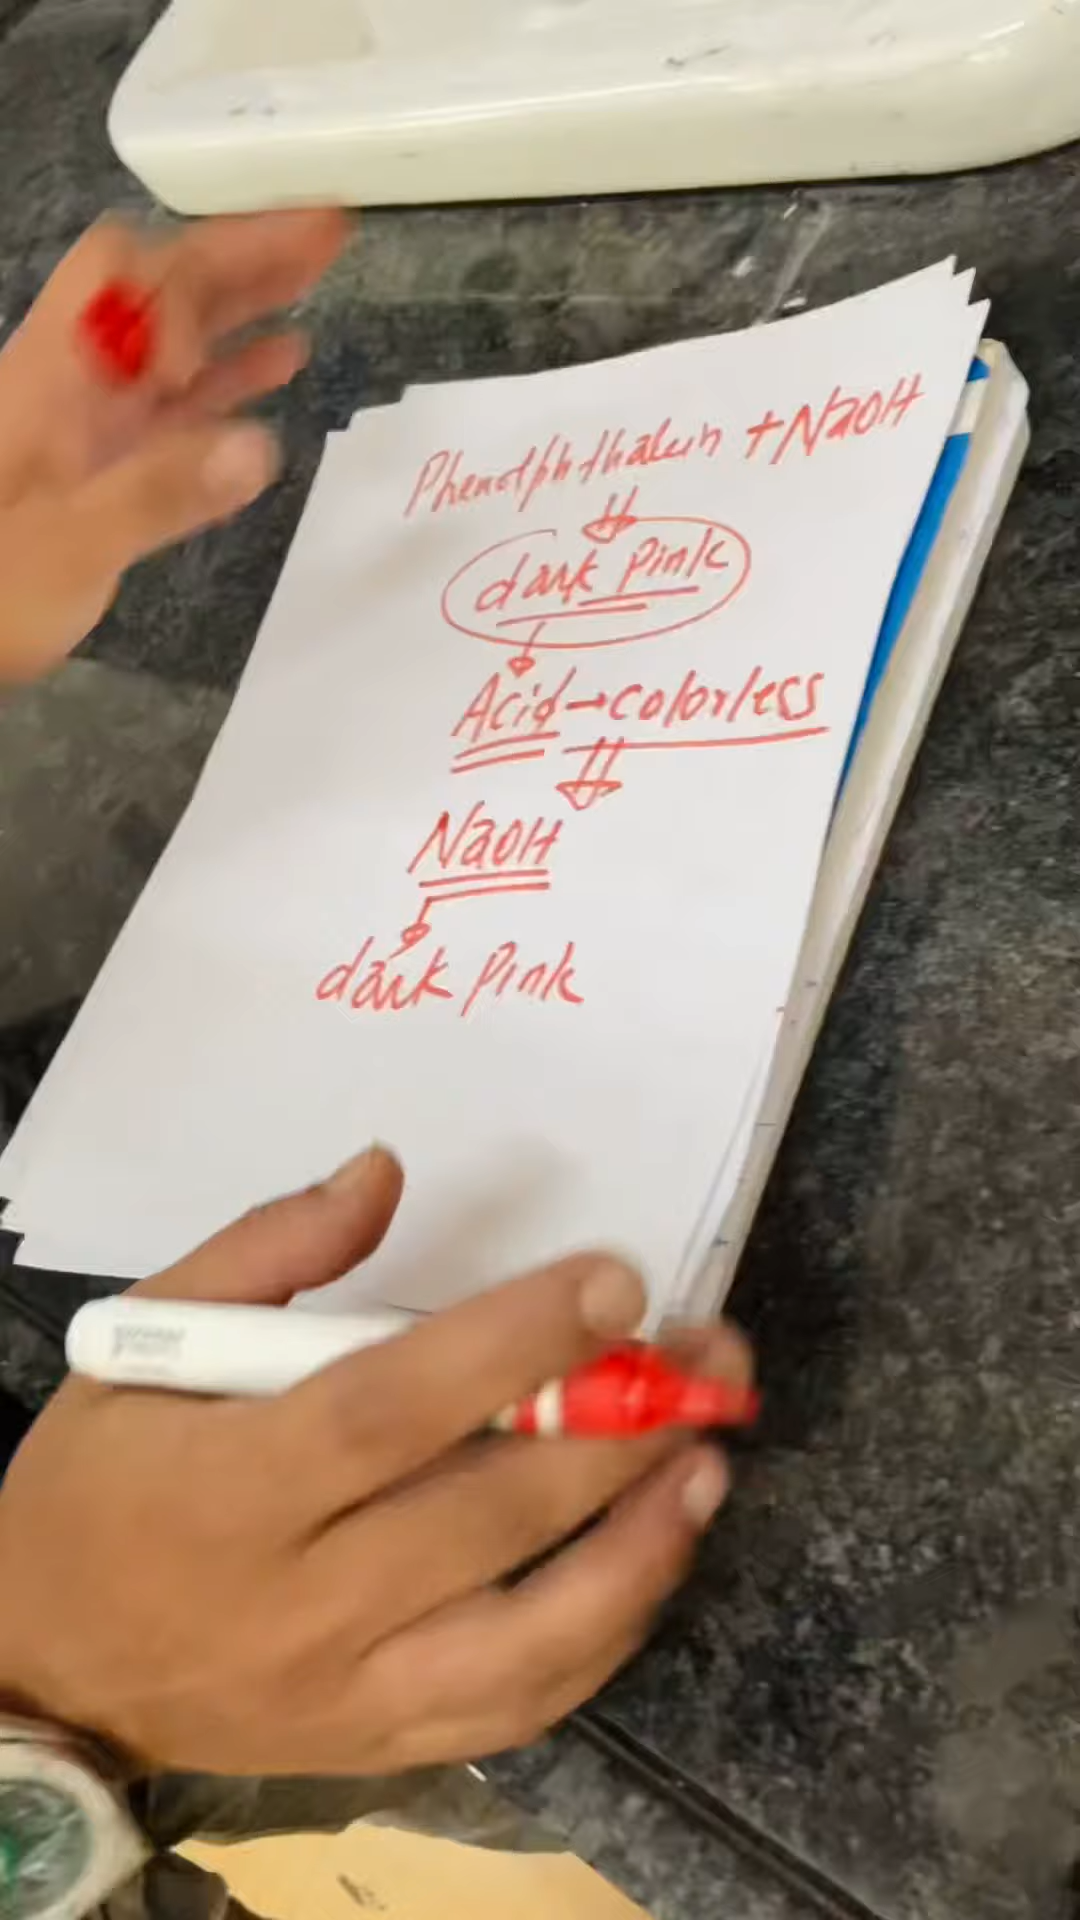 Phenolphthalein + NaOH
dark Pink
Acid → colorless
NaOH
dark Pink